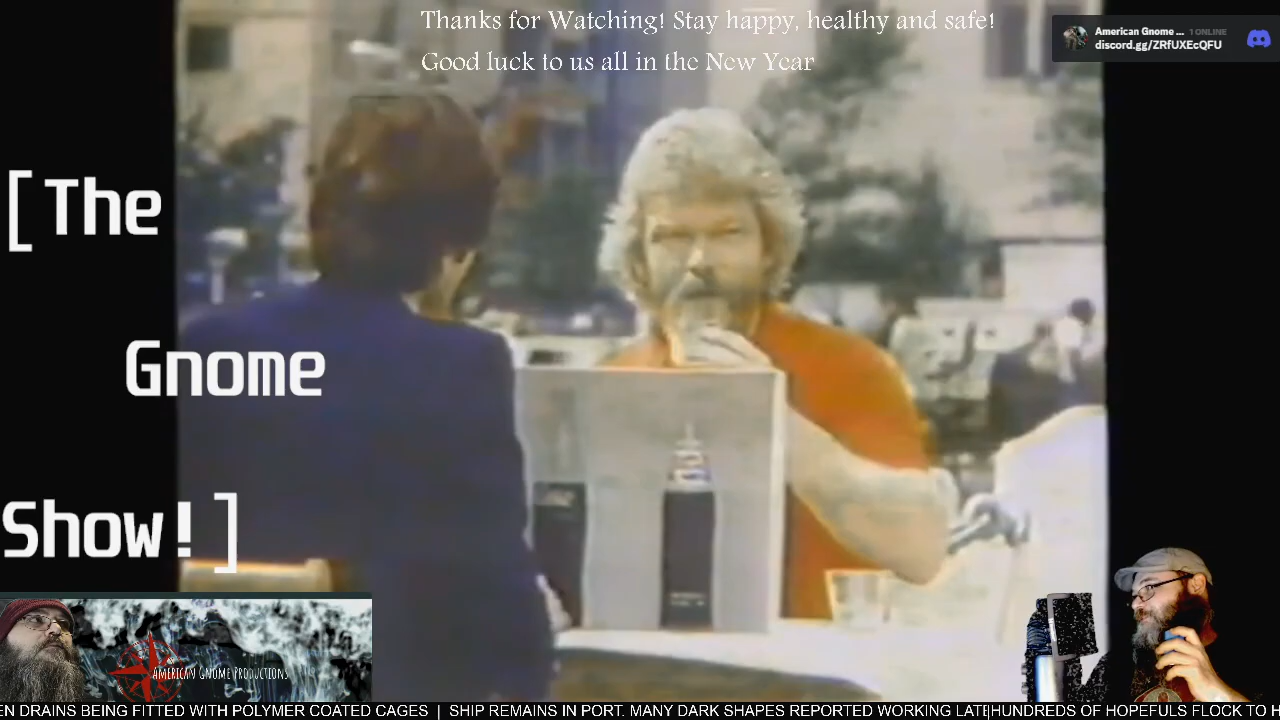 Thanks for Watching! Stay happy, healthy and safe!
Good luck to us all in the New Year
American Gnome ... 1 ONLINE
discord.gg/ZRfUXEcQFU
[The
Gnome
Show!]
AMERICAN GNOME PRODUCTIONS
EN DRAINS BEING FITTED WITH POLYMER COATED CAGES | SHIP REMAINS IN PORT. MANY DARK SHAPES REPORTED WORKING LATE|HUNDREDS OF HOPEFULS FLOCK TO H